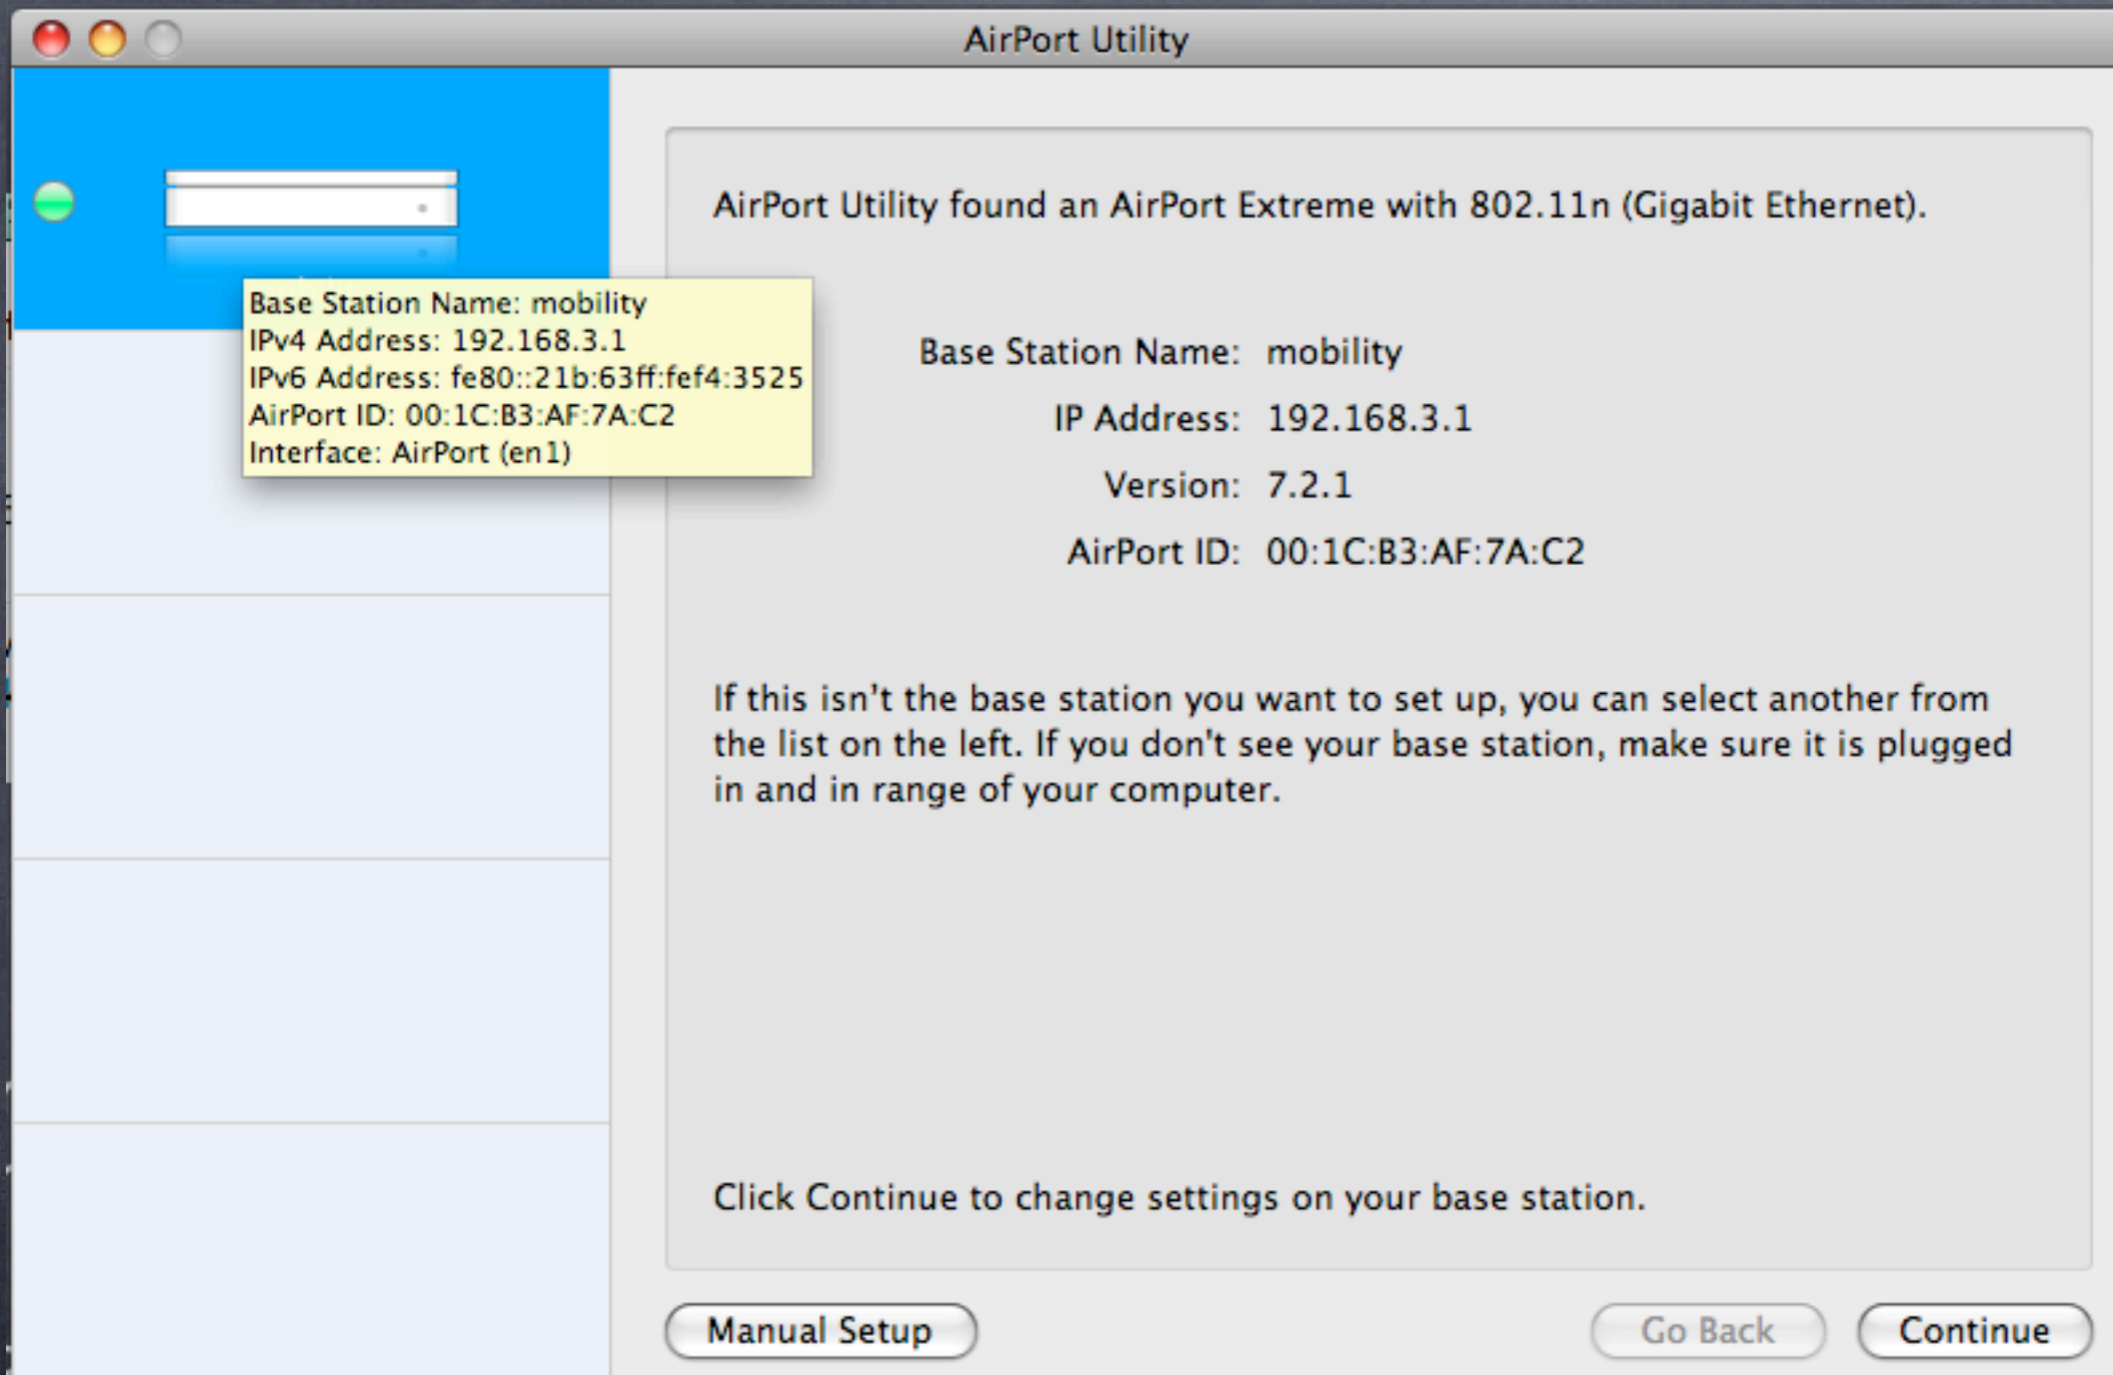 AirPort Utility
AirPort Utility found an AirPort Extreme with 802.11n (Gigabit Ethernet).
Base Station Name: mobility
IPv4 Address: 192.168.3.1
IPv6 Address: fe80::21b:63ff:fef4:3525
AirPort ID: 00:1C:B3:AF:7A:C2
Interface: AirPort (en1)
Base Station Name: mobility
IP Address: 192.168.3.1
Version: 7.2.1
AirPort ID: 00:1C:B3:AF:7A:C2
If this isn't the base station you want to set up, you can select another from
the list on the left. If you don't see your base station, make sure it is plugged
in and in range of your computer.
Click Continue to change settings on your base station.
Manual Setup
Go Back
Continue